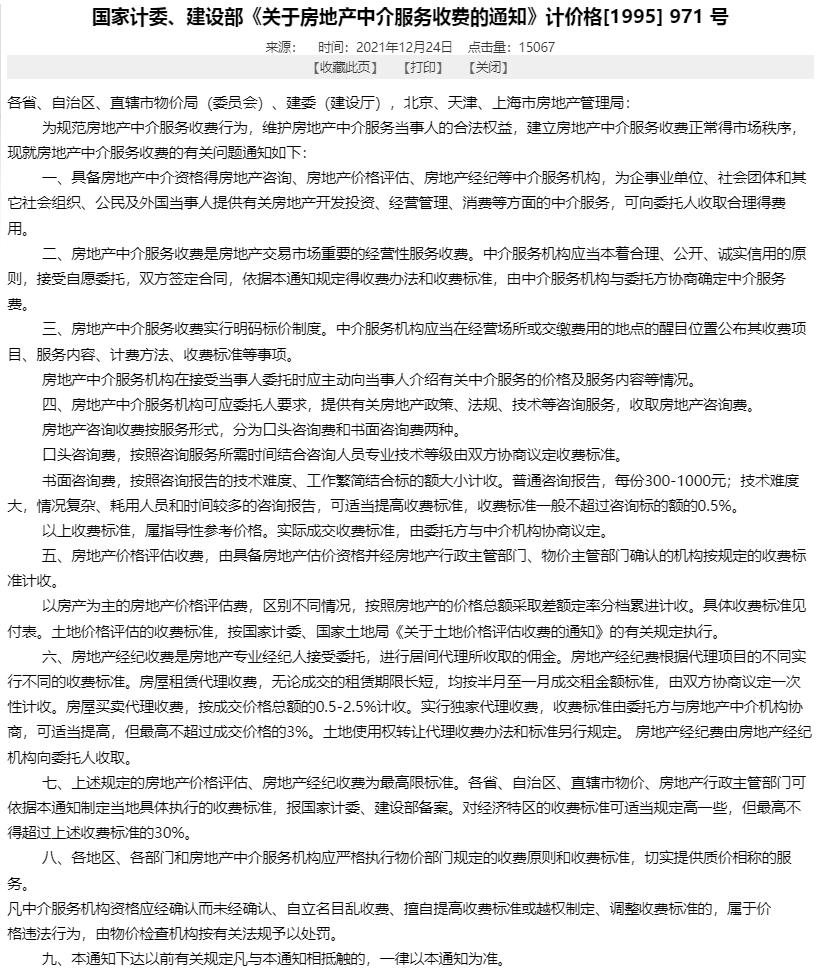 国家计委、建设部《关于房地产中介服务收费的通知》计价格[1995] 971 号
来源： 时间：2021年12月24日 点击量：15067
【收藏此页】 【打印】 【关闭】
各省、自治区、直辖市物价局（委员会）、建委（建设厅），北京、天津、上海市房地产管理局：
为规范房地产中介服务收费行为，维护房地产中介服务当事人的合法权益，建立房地产中介服务收费正常得市场秩序，
现就房地产中介服务收费的有关问题通知如下：
一、具备房地产中介资格得房地产咨询、房地产价格评估、房地产经纪等中介服务机构，为企事业单位、社会团体和其
它社会组织、公民及外国当事人提供有关房地产开发投资、经营管理、消费等方面的中介服务，可向委托人收取合理得费
用。
二、房地产中介服务收费是房地产交易市场重要的经营性服务收费。中介服务机构应当本着合理、公开、诚实信用的原
则，接受自愿委托，双方签定合同，依据本通知规定得收费办法和收费标准，由中介服务机构与委托方协商确定中介服务
费。
三、房地产中介服务收费实行明码标价制度。中介服务机构应当在经营场所或交缴费用的地点的醒目位置公布其收费项
目、服务内容、计费方法、收费标准等事项。
房地产中介服务机构在接受当事人委托时应主动向当事人介绍有关中介服务的价格及服务内容等情况。
四、房地产中介服务机构可应委托人要求，提供有关房地产政策、法规、技术等咨询服务，收取房地产咨询费。
房地产咨询收费按服务形式，分为口头咨询费和书面咨询费两种。
口头咨询费，按照咨询服务所需时间结合咨询人员专业技术等级由双方协商议定收费标准。
书面咨询费，按照咨询报告的技术难度、工作繁简结合标的额大小计收。普通咨询报告，每份300-1000元；技术难度
大，情况复杂、耗用人员和时间较多的咨询报告，可适当提高收费标准，收费标准一般不超过咨询标的额的0.5%。
以上收费标准，属指导性参考价格。实际成交收费标准，由委托方与中介机构协商议定。
五、房地产价格评估收费，由具备房地产估价资格并经房地产行政主管部门、物价主管部门确认的机构按规定的收费标
准计收。
以房产为主的房地产价格评估费，区别不同情况，按照房地产的价格总额采取差额定率分档累进计收。具体收费标准见
付表。土地价格评估的收费标准，按国家计委、国家土地局《关于土地价格评估收费的通知》的有关规定执行。
六、房地产经纪收费是房地产专业经纪人接受委托，进行居间代理所收取的佣金。房地产经纪费根据代理项目的不同实
行不同的收费标准。房屋租赁代理收费，无论成交的租赁期限长短，均按半月至一月成交租金额标准，由双方协商议定一次
性计收。房屋买卖代理收费，按成交价格总额的0.5-2.5%计收。实行独家代理收费，收费标准由委托方与房地产中介机构协
商，可适当提高，但最高不超过成交价格的3%。土地使用权转让代理收费办法和标准另行规定。 房地产经纪费由房地产经纪
机构向委托人收取。
七、上述规定的房地产价格评估、房地产经纪收费为最高限标准。各省、自治区、直辖市物价、房地产行政主管部门可
依据本通知制定当地具体执行的收费标准，报国家计委、建设部备案。对经济特区的收费标准可适当规定高一些，但最高不
得超过上述收费标准的30%。
八、各地区、各部门和房地产中介服务机构应严格执行物价部门规定的收费原则和收费标准，切实提供质价相称的服
务。
凡中介服务机构资格应经确认而未经确认、自立名目乱收费、擅自提高收费标准或越权制定、调整收费标准的，属于价
格违法行为，由物价检查机构按有关法规予以处罚。
九、本通知下达以前有关规定凡与本通知相抵触的，一律以本通知为准。